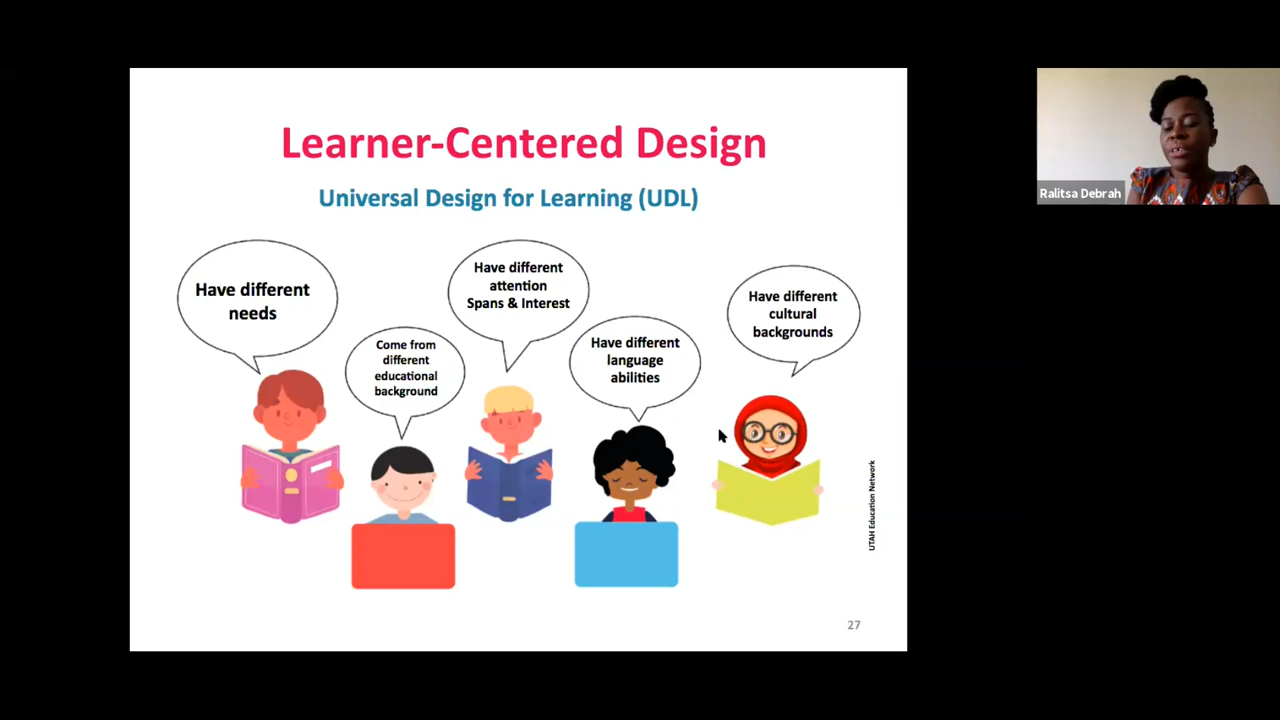 Learner-Centered Design
Universal Design for Learning (UDL)
Have different
needs
Come from
different
educational
background
Have different
attention
Spans & Interest
Have different
language
abilities
Have different
cultural
backgrounds
UTAH Education Network
27
Ralitsa Debrah